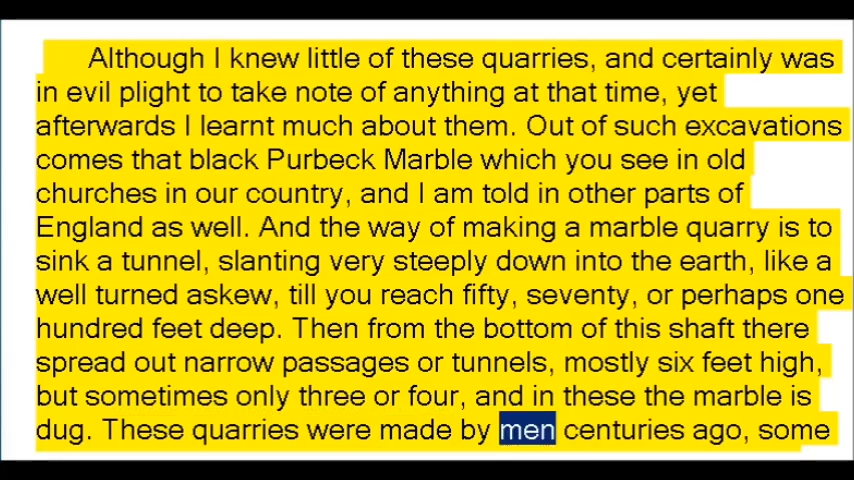 Although I knew little of these quarries, and certainly was
in evil plight to take note of anything at that time, yet
afterwards I learnt much about them. Out of such excavations
comes that black Purbeck Marble which you see in old
churches in our country, and I am told in other parts of
England as well. And the way of making a marble quarry is to
sink a tunnel, slanting very steeply down into the earth, like a
well turned askew, till you reach fifty, seventy, or perhaps one
hundred feet deep. Then from the bottom of this shaft there
spread out narrow passages or tunnels, mostly six feet high,
but sometimes only three or four, and in these the marble is
dug. These quarries were made by men centuries ago, some